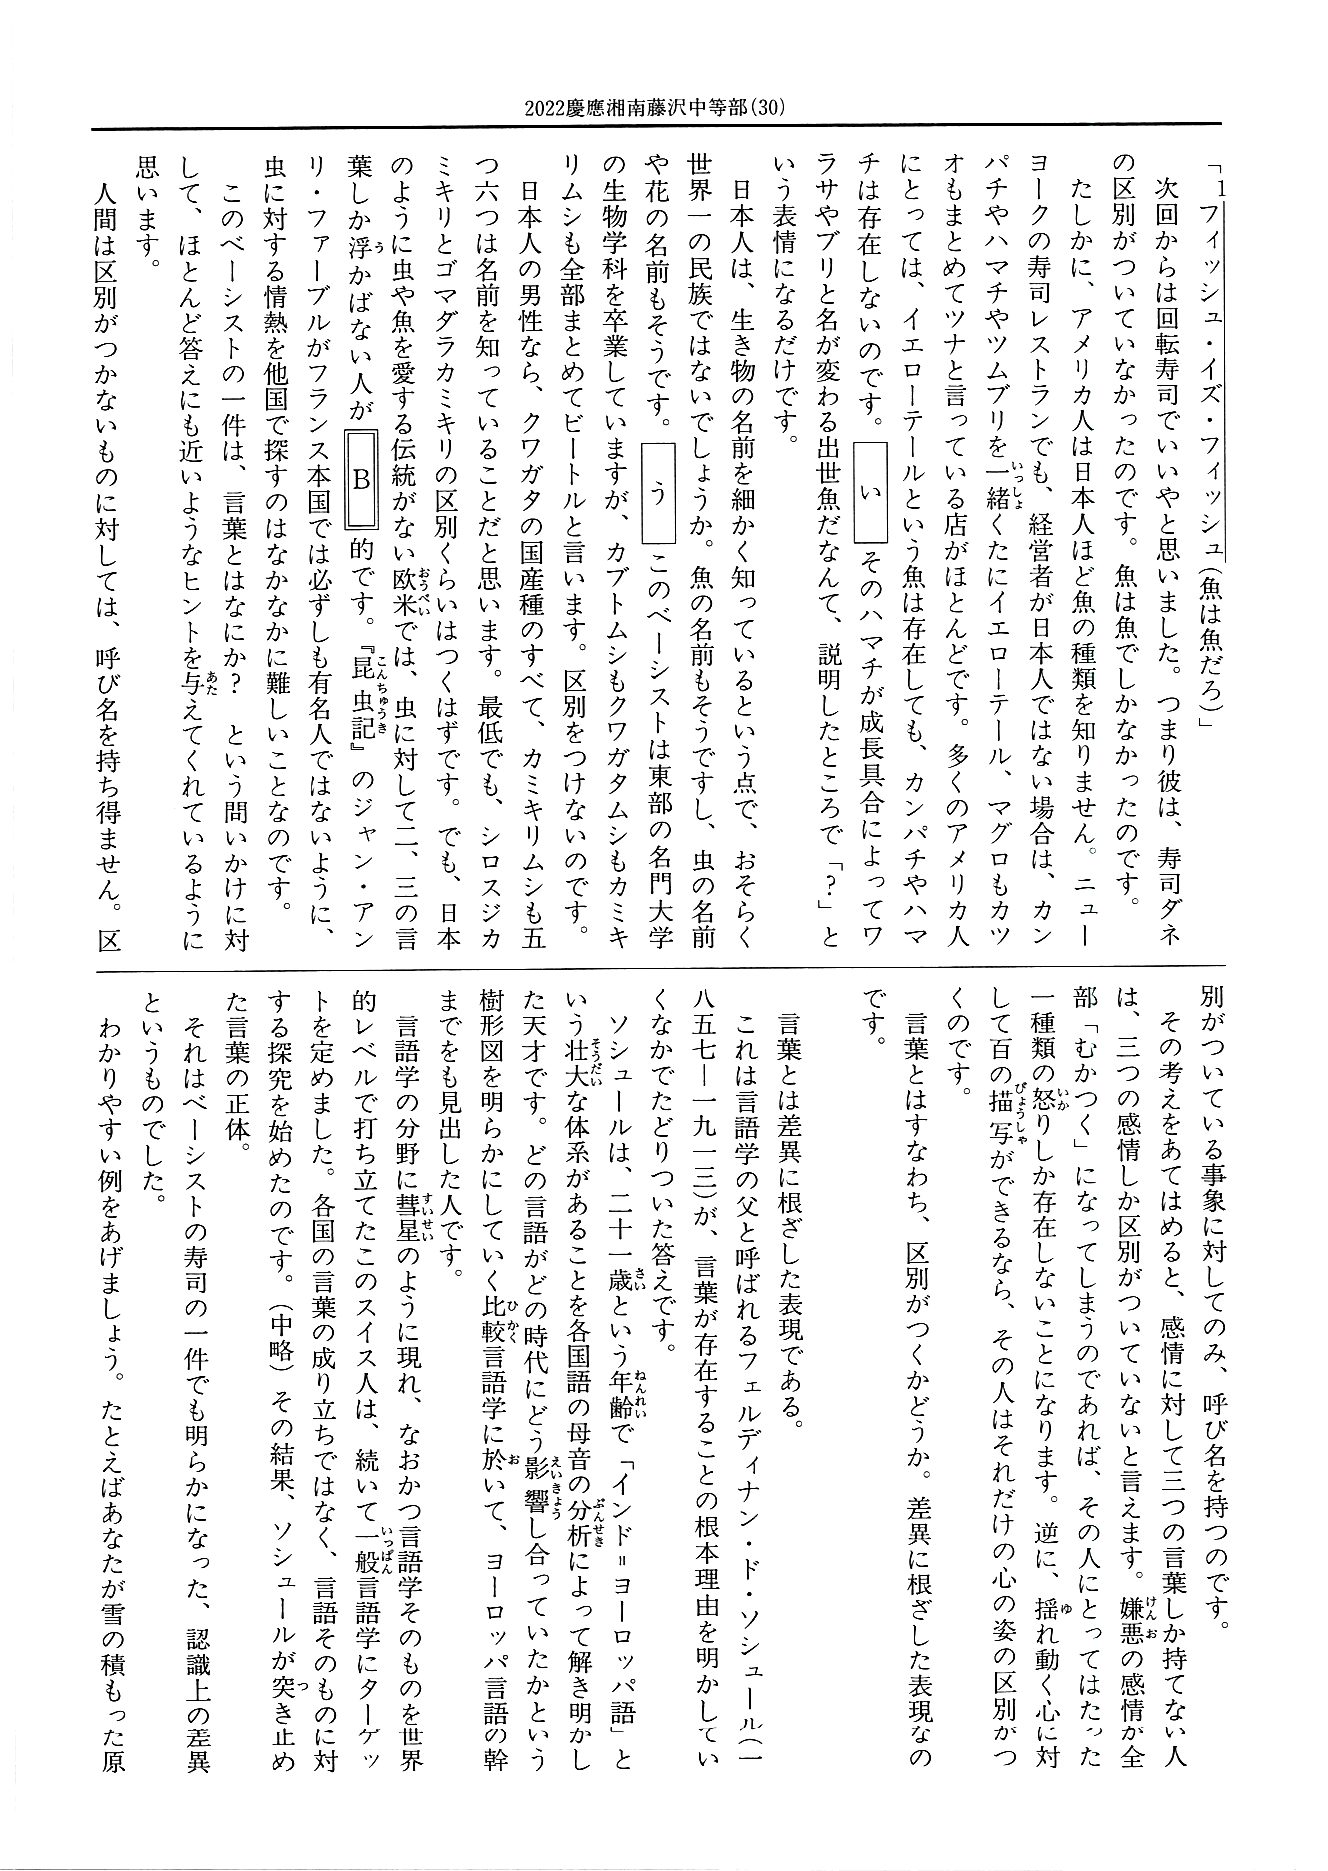 2022慶應湘南藤沢中等部(30)
「1フィッシュ・イズ・フィッシュ(魚は魚だろ)」
次回からは回転寿司でいいやと思いました。つまり彼は、寿司ダネ
の区別がついていなかったのです。魚は魚でしかなかったのです。
たしかに、アメリカ人は日本人ほど魚の種類を知りません。ニュー
ヨークの寿司レストランでも、経営者が日本人ではない場合は、カン
パチやハマチやツムブリを一緒くたにイエローテール、マグロもカツ
オもまとめてツナと言っている店がほとんどです。多くのアメリカ人
にとっては、イエローテールという魚は存在しても、カンパチやハマ
チは存在しないのです。 い そのハマチが成長具合によってワ
ラサやブリと名が変わる出世魚だなんて、説明したところで「?」と
いう表情になるだけです。
日本人は、生き物の名前を細かく知っているという点で、おそらく
世界一の民族ではないでしょうか。魚の名前もそうですし、虫の名前
や花の名前もそうです。 う このベーシストは東部の名門大学
の生物学科を卒業していますが、カブトムシもクワガタムシもカミキ
リムシも全部まとめてビートルと言います。区別をつけないのです。
日本人の男性なら、クワガタの国産種のすべて、カミキリムシも五
つ六つは名前を知っていることだと思います。最低でも、シロスジカ
ミキリとゴマダラカミキリの区別くらいはつくはずです。でも、日本
のように虫や魚を愛する伝統がない欧米では、虫に対して二、三の言
葉しか浮かばない人が B 的です。『昆虫記』のジャン・アン
リ・ファーブルがフランス本国では必ずしも有名人ではないように、
虫に対する情熱を他国で探すのはなかなかに難しいことなのです。
このベーシストの一件は、言葉とはなにか? という問いかけに対
して、ほとんど答えにも近いようなヒントを与えてくれているように
思います。
人間は区別がつかないものに対しては、呼び名を持ち得ません。区
別がついている事象に対してのみ、呼び名を持つのです。
その考えをあてはめると、感情に対して三つの言葉しか持てない人
は、三つの感情しか区別がついていないと言えます。嫌悪の感情が全
部「むかつく」になってしまうのであれば、その人にとってはたった
一種類の怒りしか存在しないことになります。逆に、揺れ動く心に対
して百の描写ができるなら、その人はそれだけの心の姿の区別がつ
くのです。
言葉とはすなわち、区別がつくかどうか。差異に根ざした表現なの
です。
言葉とは差異に根ざした表現である。
これは言語学の父と呼ばれるフェルディナン・ド・ソシュール(一
八五七―一九一三)が、言葉が存在することの根本理由を明かしてい
くなかでたどりついた答えです。
ソシュールは、二十一歳という年齢で「インド=ヨーロッパ語」と
いう壮大な体系があることを各国語の母音の分析によって解き明かし
た天才です。どの言語がどの時代にどう影響し合っていたかという
樹形図を明らかにしていく比較言語学に於いて、ヨーロッパ言語の幹
までをも見出した人です。
言語学の分野に彗星のように現れ、なおかつ言語学そのものを世界
的レベルで打ち立てたこのスイス人は、続いて一般言語学にターゲッ
トを定めました。各国の言葉の成り立ちではなく、言語そのものに対
する探究を始めたのです。(中略)その結果、ソシュールが突き止め
た言葉の正体。
それはベーシストの寿司の一件でも明らかになった、認識上の差異
というものでした。
わかりやすい例をあげましょう。たとえばあなたが雪の積もった原